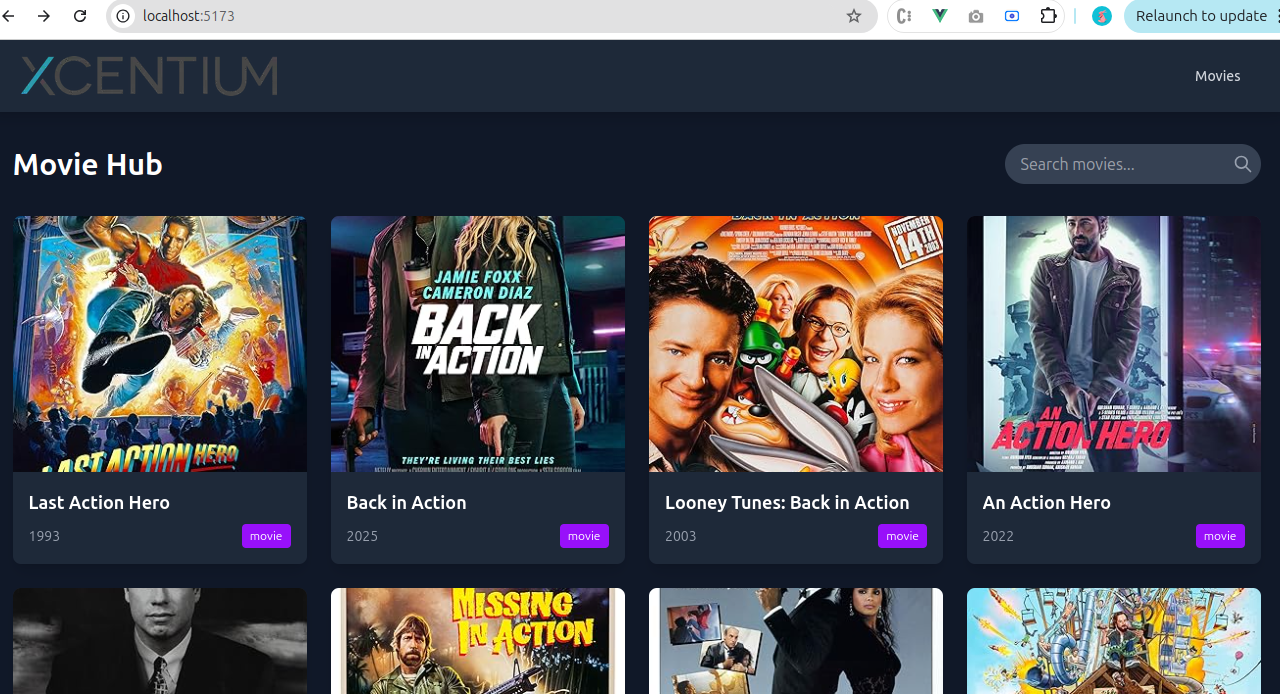 localhost:5173
Relaunch to update
XCENTIUM
Movies
Movie Hub
Search movies...
LAST ACTION HERO
JAMIE FOXX
CAMERON DIAZ
BACK
IN ACTION
THEY'RE LIVING THEIR BEST LIES
BACK IN ACTION
NOVEMBER
14TH
2003
AN
ACTION HERO
Last Action Hero
1993
movie
Back in Action
2025
movie
Looney Tunes: Back in Action
2003
movie
An Action Hero
2022
movie
MISSING
IN ACTION